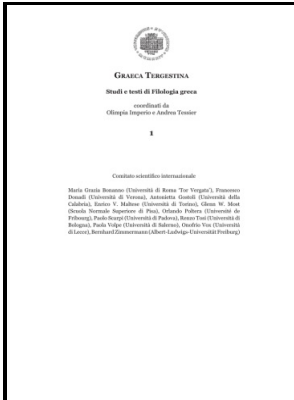 GRAECA TERGESTINA
Studi e testi di Filologia greca
coordinati da
Olimpia Imperio e Andrea Tessier
1
Comitato scientifico internazionale
Maria Grazia Bonanno (Università di Roma 'Tor Vergata'), Francesco
Donadi (Università di Verona), Antonietta Gostoli (Università della
Calabria), Enrico V. Maltese (Università di Torino), Glenn W. Most
(Scuola Normale Superiore di Pisa), Orlando Poltera (Université de
Fribourg), Paolo Scarpi (Università di Padova), Renzo Tosi (Università di
Bologna), Paola Volpe (Università di Salerno), Onofrio Vox (Università
di Lecce), Bernhard Zimmermann (Albert-Ludwigs-Universität Freiburg)